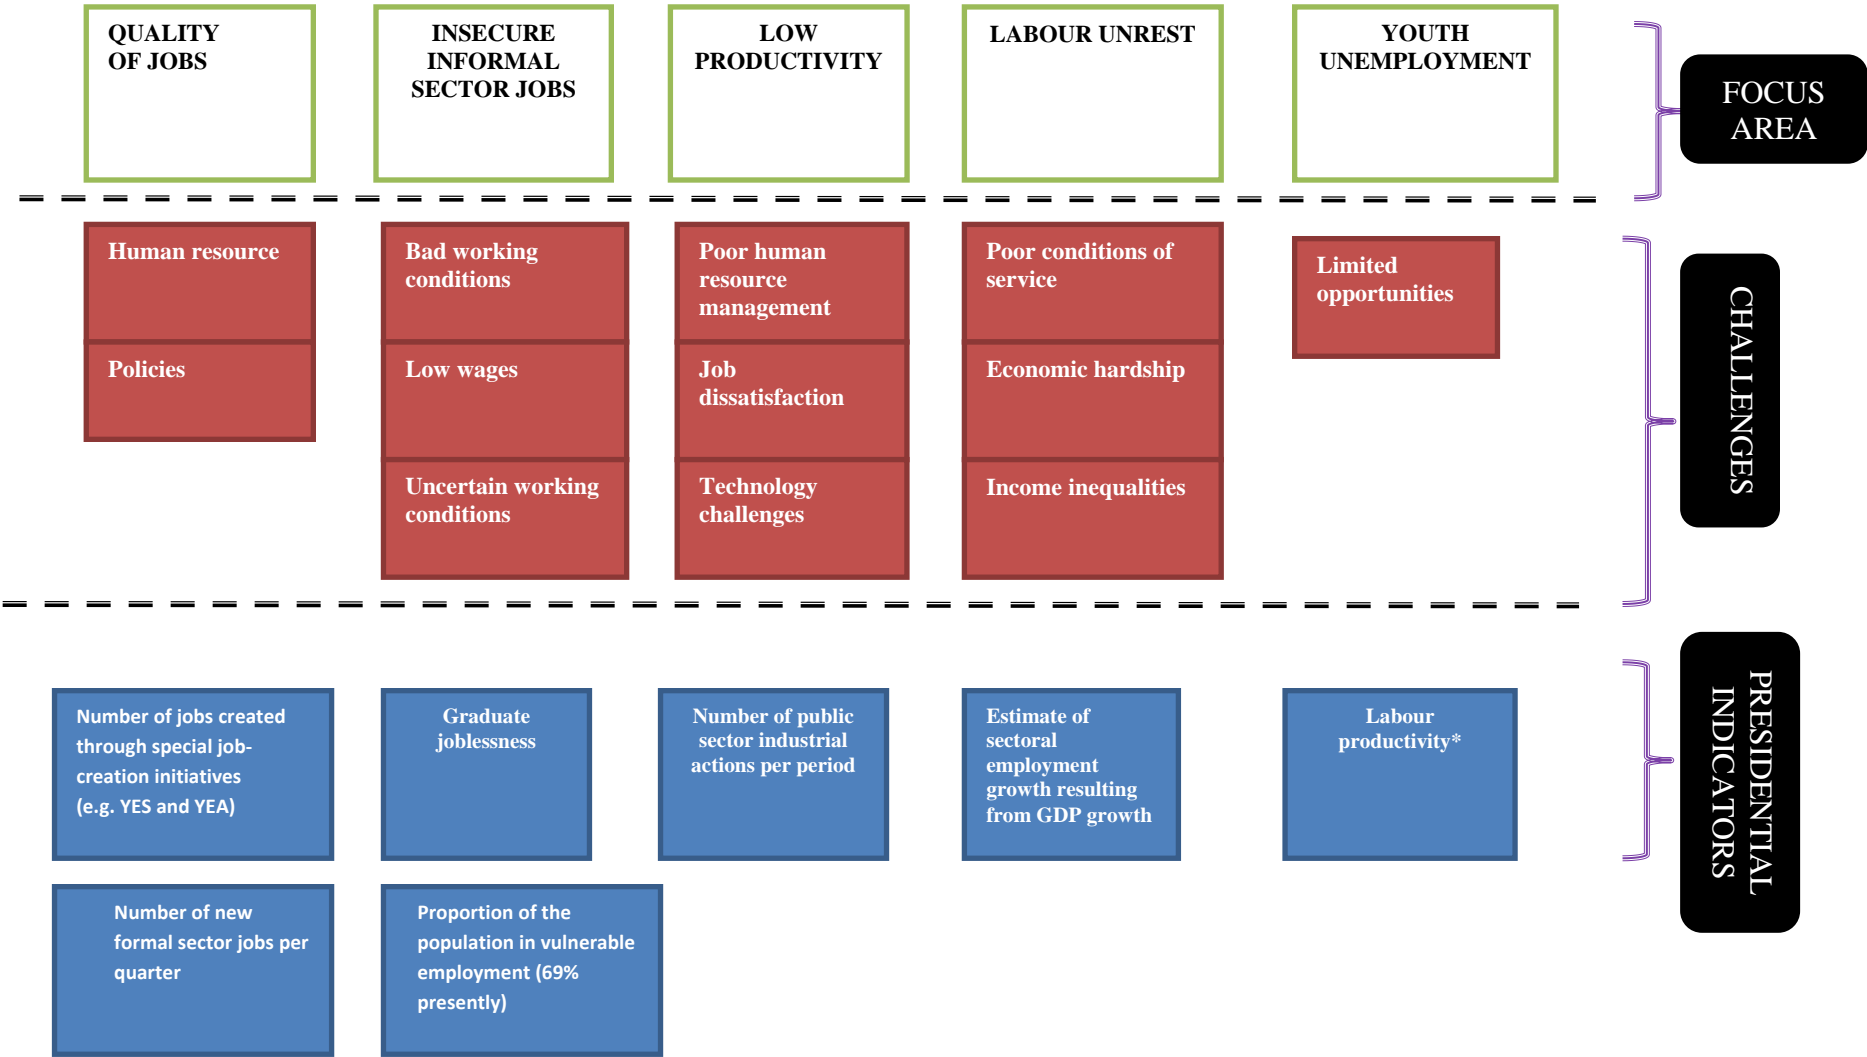 QUALITY
OF JOBS
INSECURE
INFORMAL
SECTOR JOBS
LOW
PRODUCTIVITY
LABOUR UNREST
YOUTH
UNEMPLOYMENT
FOCUS
AREA
Human resource
Policies
Bad working
conditions
Low wages
Uncertain working
conditions
Poor human
resource
management
Job
dissatisfaction
Technology
challenges
Poor conditions of
service
Economic hardship
Income inequalities
Limited
opportunities
CHALLENGES
Number of jobs created
through special job-
creation initiatives
(e.g. YES and YEA)
Graduate
joblessness
Number of public
sector industrial
actions per period
Estimate of
sectoral
employment
growth resulting
from GDP growth
Labour
productivity*
Number of new
formal sector jobs per
quarter
Proportion of the
population in vulnerable
employment (69%
presently)
PRESIDENTIAL
INDICATORS